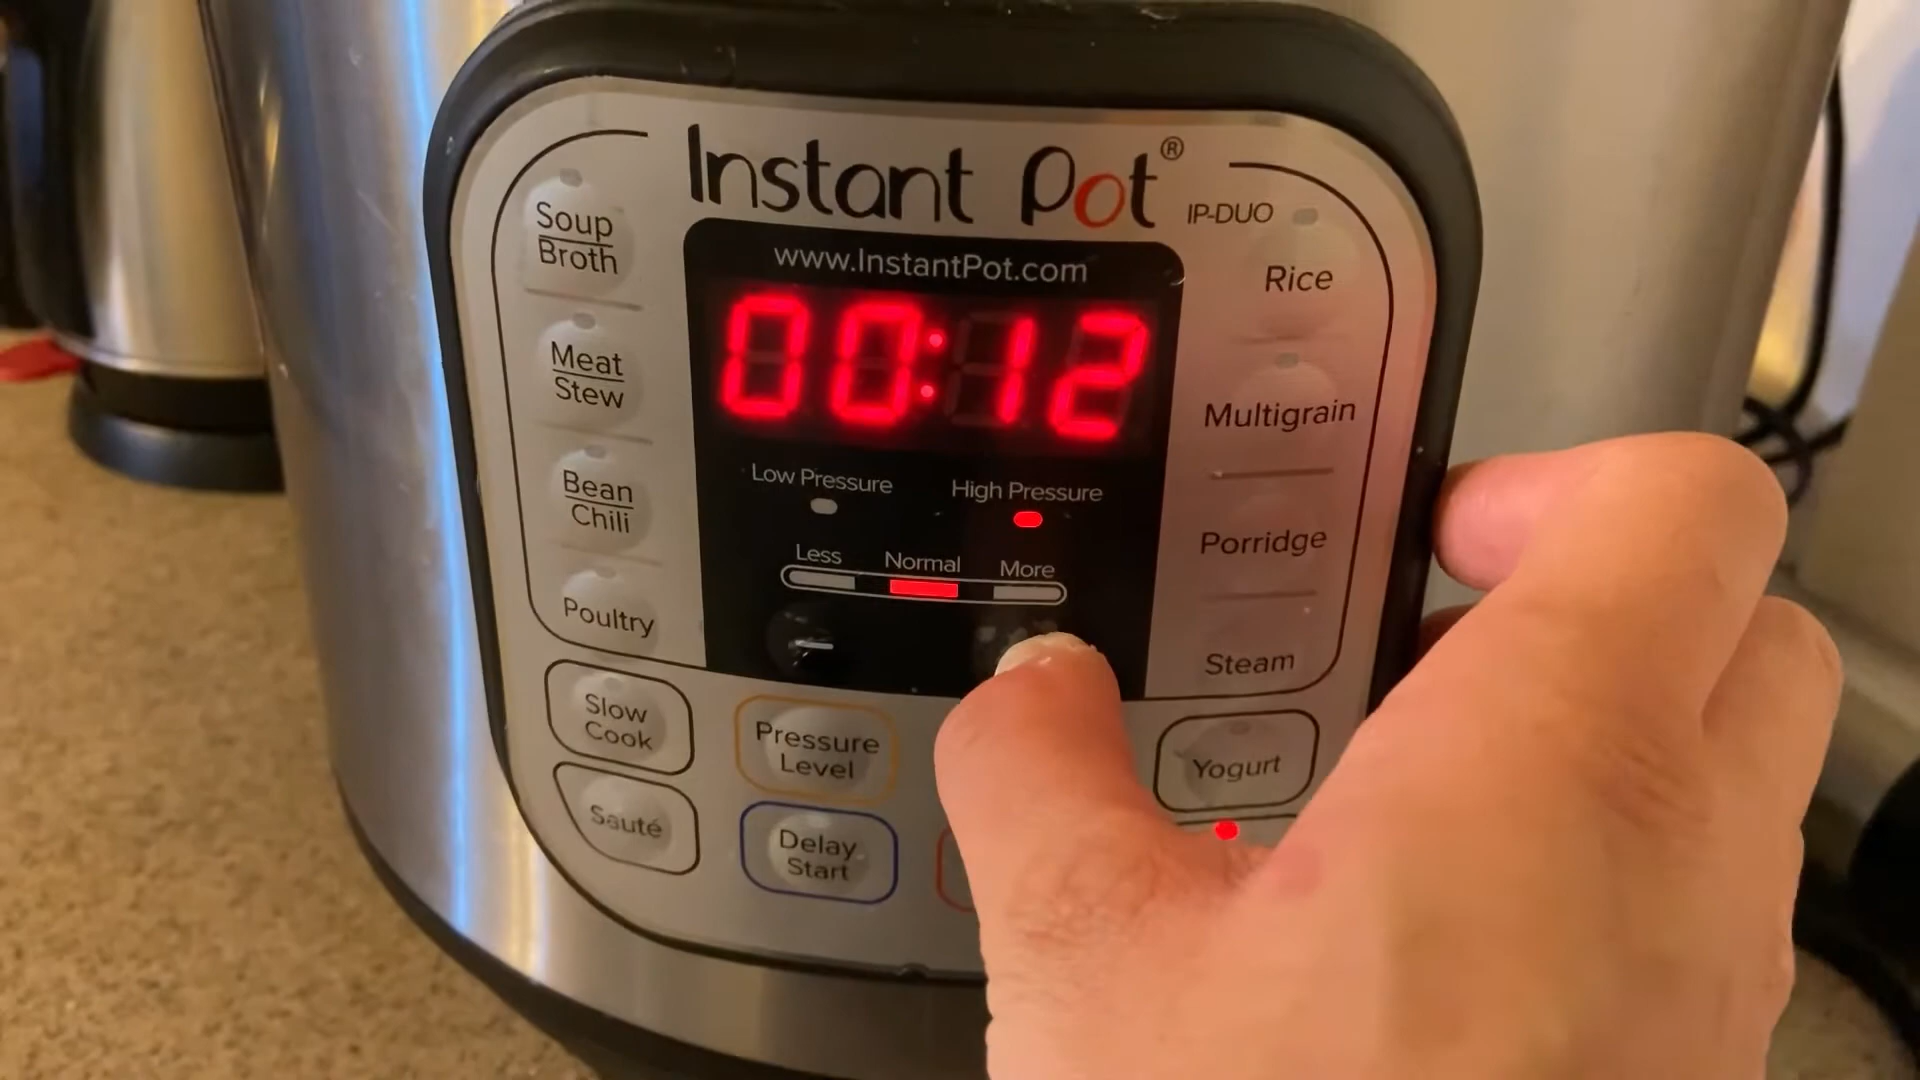 Instant Pot®
IP-DUO
www.InstantPot.com
00:12
Low Pressure
High Pressure
Less
Normal
More
Soup
Broth
Meat
Stew
Bean
Chili
Poultry
Slow
Cook
Sauté
Pressure
Level
Delay
Start
Rice
Multigrain
Porridge
Steam
Yogurt